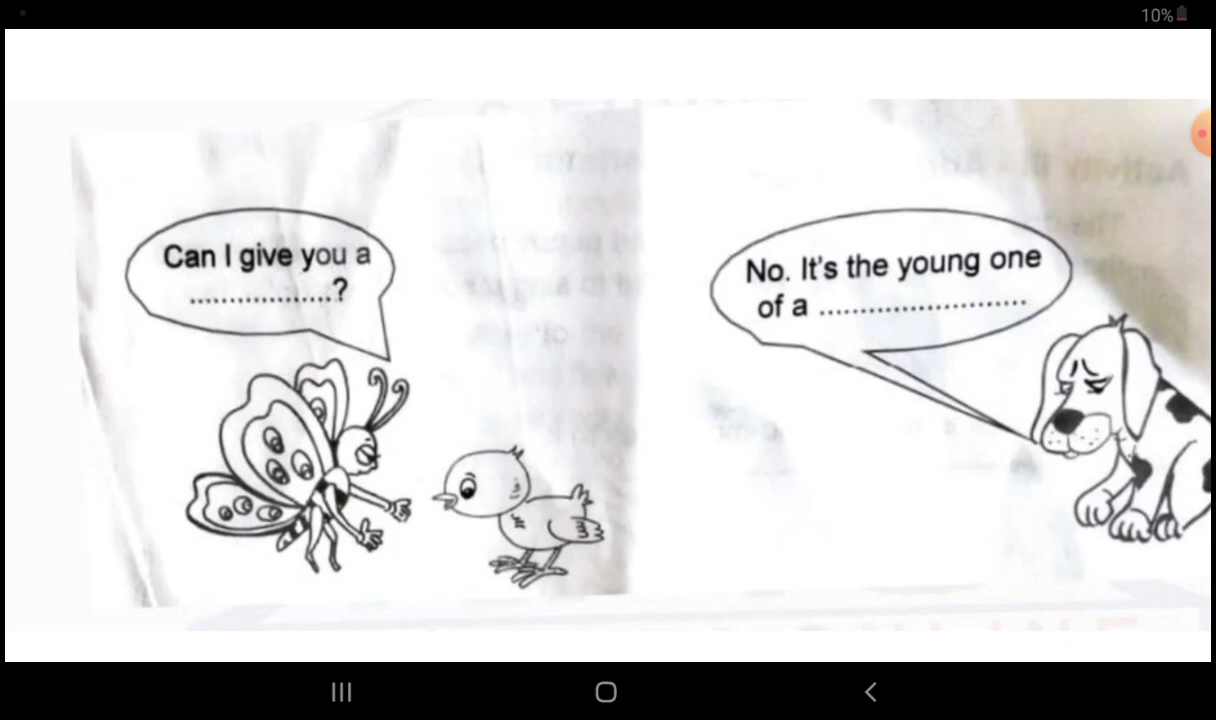 10%
Can I give you a
..................?
No. It's the young one
of a .........................